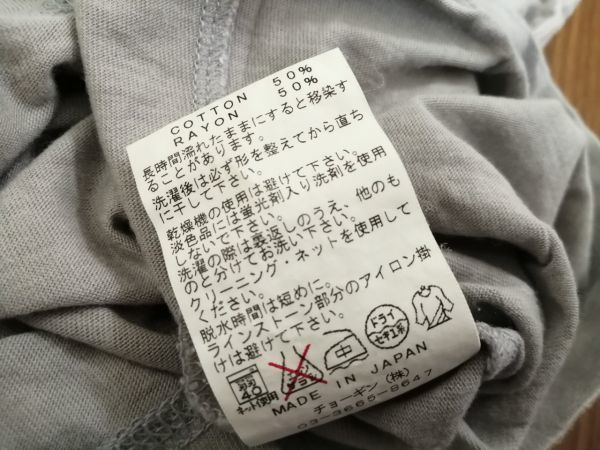 COTTON 50%
RAYON 50%
長時間濡れたままにすると移染す
ることがあります。
洗濯後は必ず形を整えてから直ち
に干して下さい。
乾燥機の使用は避けて下さい。
淡色品には蛍光剤入り洗剤を使用
しないで下さい。
洗濯の際は裏返しのうえ、他のも
のと分けてお洗い下さい。
クリーニング・ネットを使用して
ください。
脱水時間は短めに。
ラインストーン部分のアイロン掛
けは避けて下さい。
40 中 ドライ
ネット使用 セキユ系
MADE IN JAPAN
チョーギン(株)
03-3665-8647